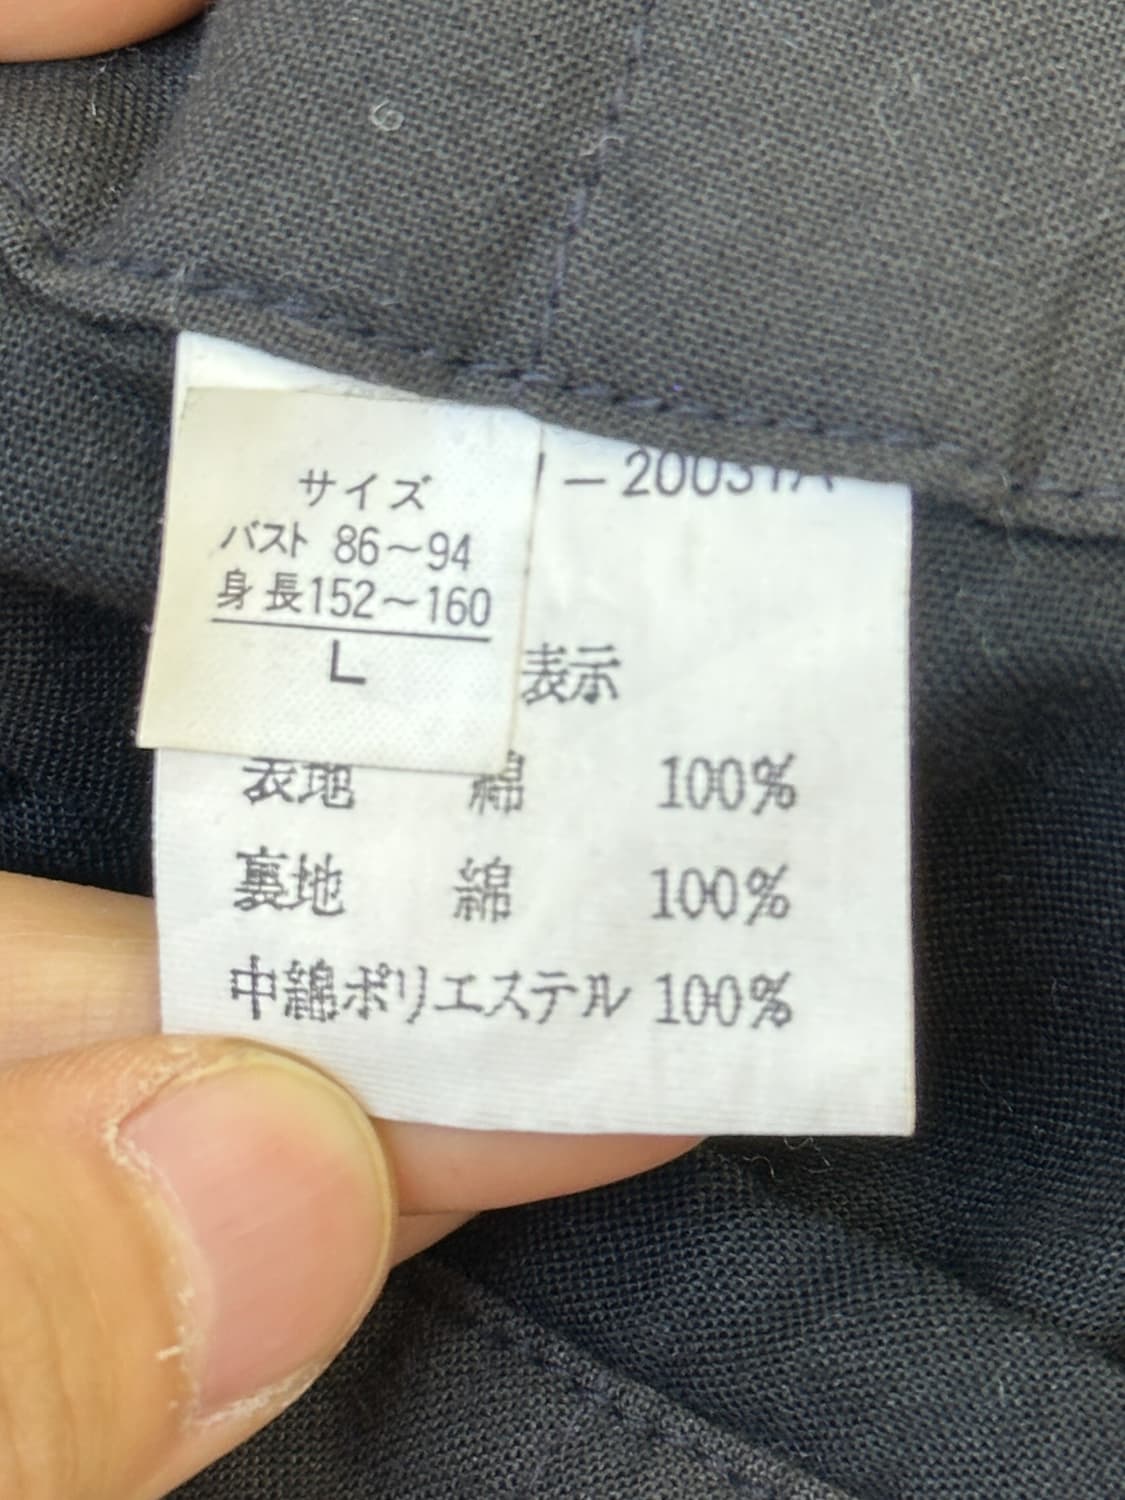 サイズ
バスト 86～94
身長152～160
L
－20031A
表示
表地 綿 100%
裏地 綿 100%
中綿ポリエステル 100%